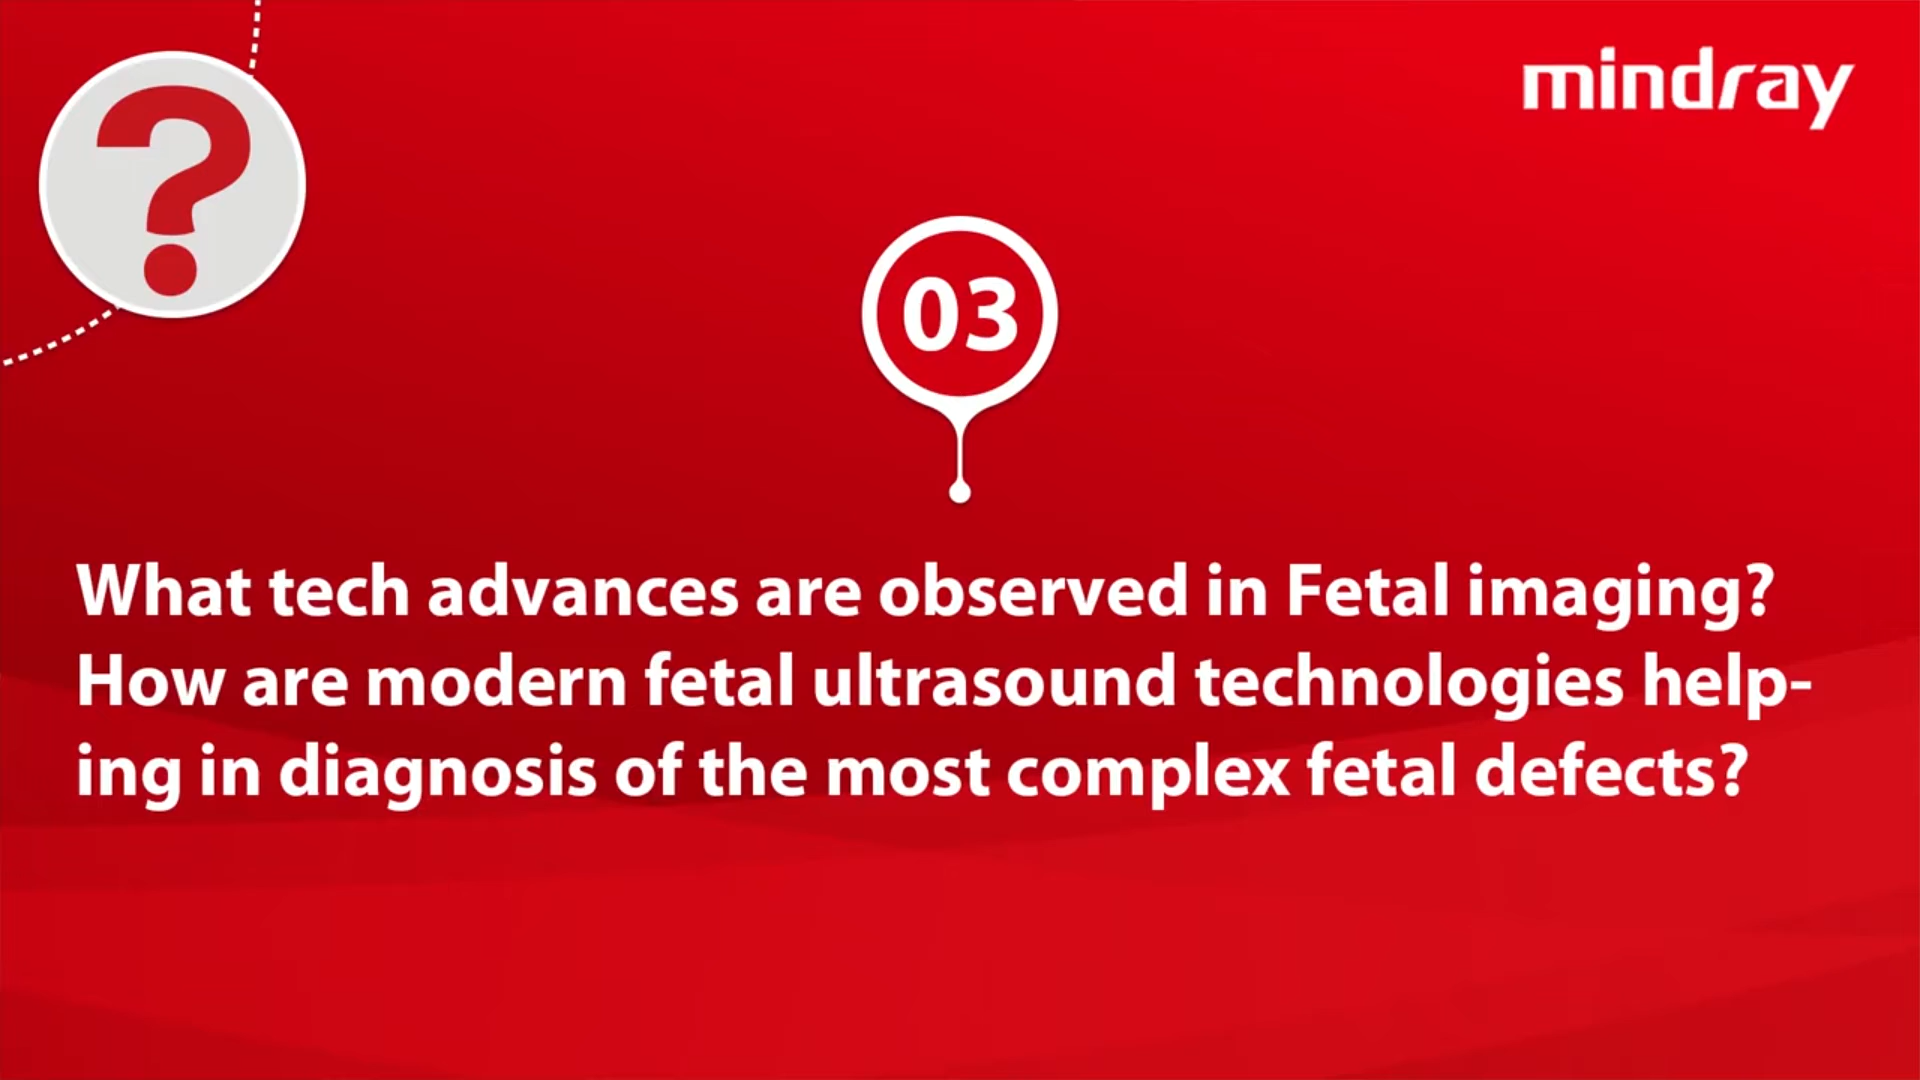 mindray
?
03
What tech advances are observed in Fetal imaging?
How are modern fetal ultrasound technologies help-
ing in diagnosis of the most complex fetal defects?